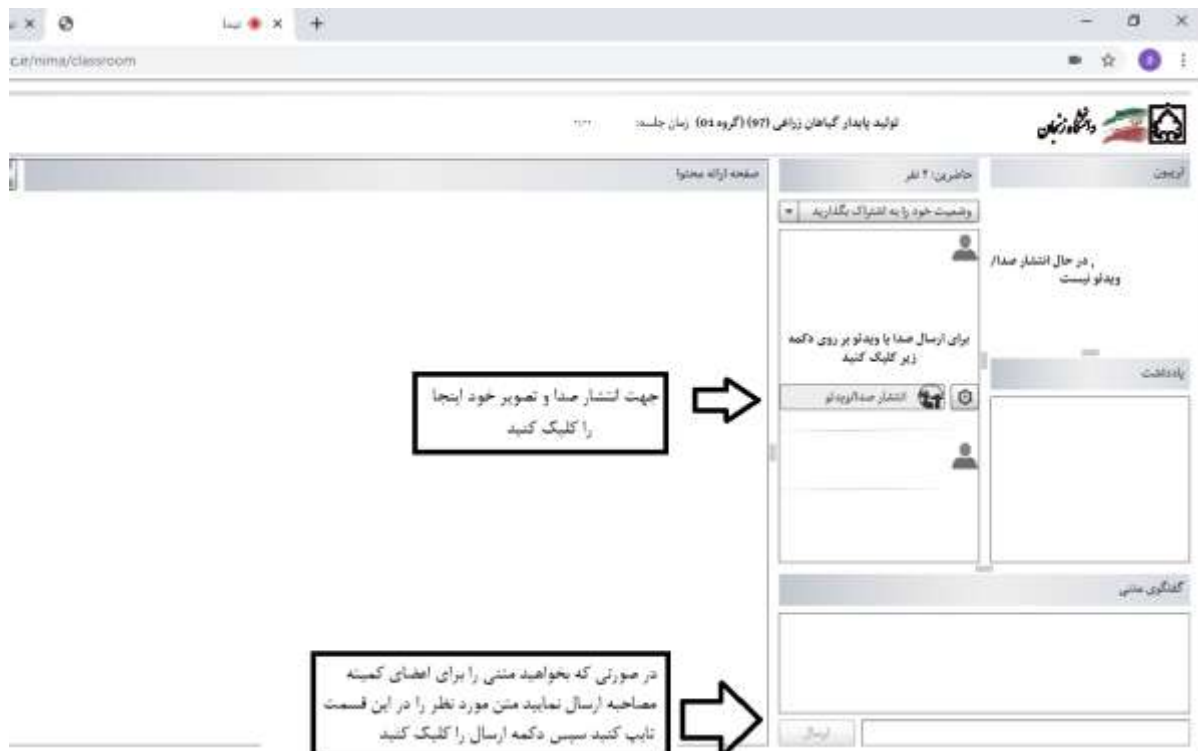 نیما
c.ir/nima/classroom
دانشگاه زنجان
تولید پایدار گیاهان زراعی (97) (گروه 01) زمان جلسه:
تریبون
حاضرین: ۲ نفر
صفحه ارائه محتوا
وضعیت خود را به اشتراک بگذارید
, در حال انتشار صدا/
ویدئو نیست
برای ارسال صدا یا ویدئو بر روی دکمه
زیر کلیک کنید
انتشار صدا/ویدئو
یادداشت
جهت انتشار صدا و تصویر خود اینجا
را کلیک کنید
گفتگوی متنی
در صورتی که بخواهید متنی را برای اعضای کمیته
مصاحبه ارسال نمایید متن مورد نظر را در این قسمت
تایپ کنید سپس دکمه ارسال را کلیک کنید
ارسال